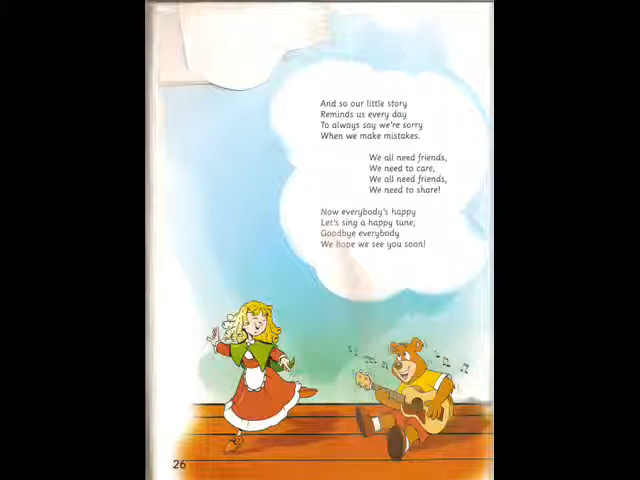 And so our little story
Reminds us every day
To always say we're sorry
When we make mistakes.
We all need friends,
We need to care,
We all need friends,
We need to share!
Now everybody's happy
Let's sing a happy tune,
Goodbye everybody
We hope we see you soon!
26